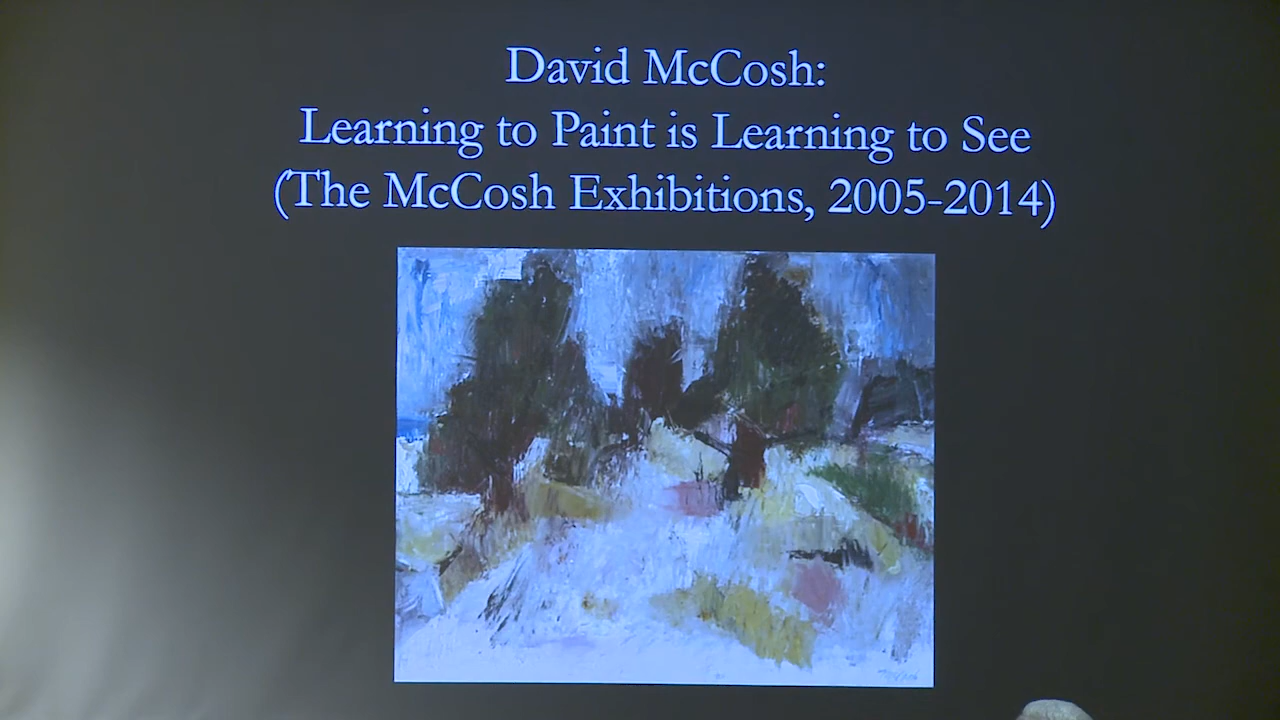 David McCosh:
Learning to Paint is Learning to See
(The McCosh Exhibitions, 2005-2014)